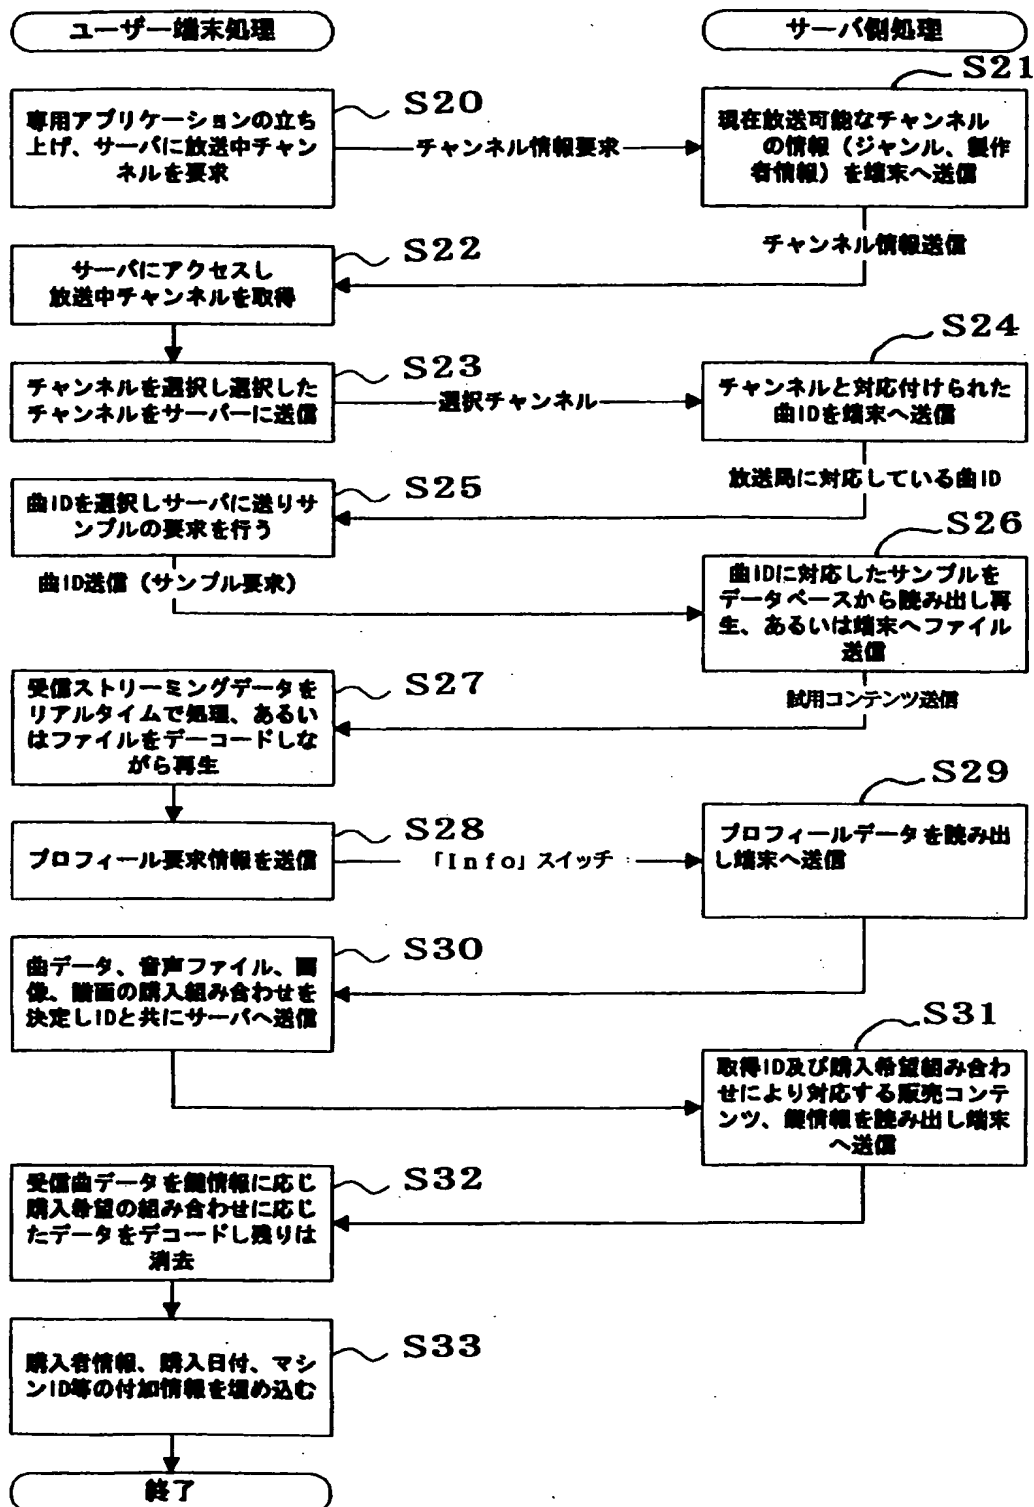 ユーザー端末処理
サーバ側処理
S20
S21
専用アプリケーションの立ち
上げ、サーバに放送中チャン
ネルを要求
チャンネル情報要求
現在放送可能なチャンネル
の情報（ジャンル、製作
者情報）を端末へ送信
チャンネル情報送信
S22
サーバにアクセスし
放送中チャンネルを取得
S23
S24
チャンネルを選択し選択した
チャンネルをサーバーに送信
選択チャンネル
チャンネルと対応付けられた
曲IDを端末へ送信
放送局に対応している曲ID
S25
曲IDを選択しサーバに送りサ
ンプルの要求を行う
曲ID送信（サンプル要求）
S26
曲IDに対応したサンプルを
データベースから読み出し再
生、あるいは端末へファイル
送信
試用コンテンツ送信
S27
受信ストリーミングデータを
リアルタイムで処理、あるい
はファイルをデーコードしな
がら再生
S28
プロフィール要求情報を送信
「Info」スイッチ
S29
プロフィールデータを読み出
し端末へ送信
S30
曲データ、音声ファイル、画
像、譜面の購入組み合わせを
決定しIDと共にサーバへ送信
S31
取得ID及び購入希望組み合わ
せにより対応する販売コンテ
ンツ、鍵情報を読み出し端末
へ送信
S32
受信曲データを鍵情報に応じ
購入希望の組み合わせに応じ
たデータをデコードし残りは
消去
S33
購入者情報、購入日付、マシ
ンID等の付加情報を埋め込む
終了